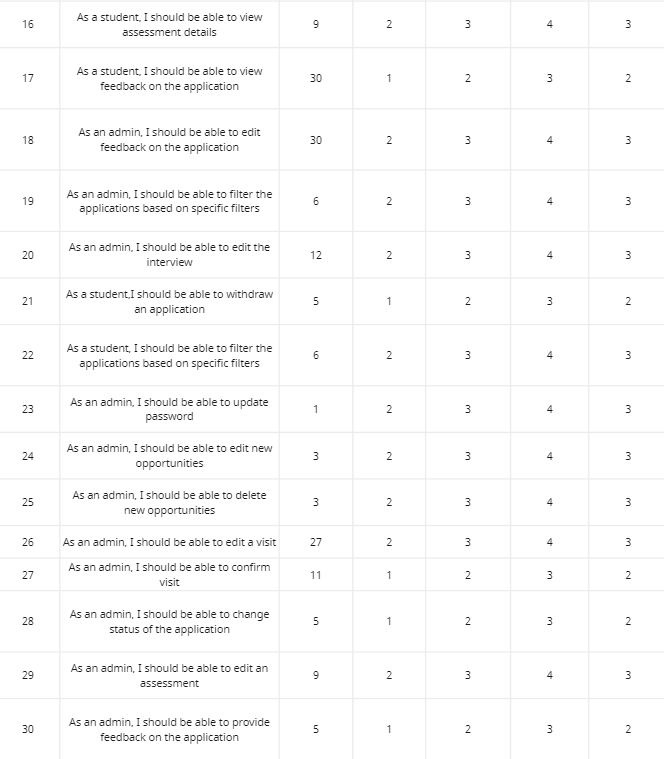 16 As a student, I should be able to view 9 2 3 4 3
assessment details
17 As a student, I should be able to view 30 1 2 3 2
feedback on the application
18 As an admin, I should be able to edit 30 2 3 4 3
feedback on the application
19 As an admin, I should be able to filter the 6 2 3 4 3
applications based on specific filters
20 As an admin, I should be able to edit the 12 2 3 4 3
interview
21 As a student,I should be able to withdraw 5 1 2 3 2
an application
22 As a student, I should be able to filter the 6 2 3 4 3
applications based on specific filters
23 As an admin, I should be able to update 1 2 3 4 3
password
24 As an admin, I should be able to edit new 3 2 3 4 3
opportunities
25 As an admin, I should be able to delete 3 2 3 4 3
new opportunities
26 As an admin, I should be able to edit a visit 27 2 3 4 3
27 As an admin, I should be able to confirm 11 1 2 3 2
visit
28 As an admin, I should be able to change 5 1 2 3 2
status of the application
29 As an admin, I should be able to edit an 9 2 3 4 3
assessment
30 As an admin, I should be able to provide 5 1 2 3 2
feedback on the application